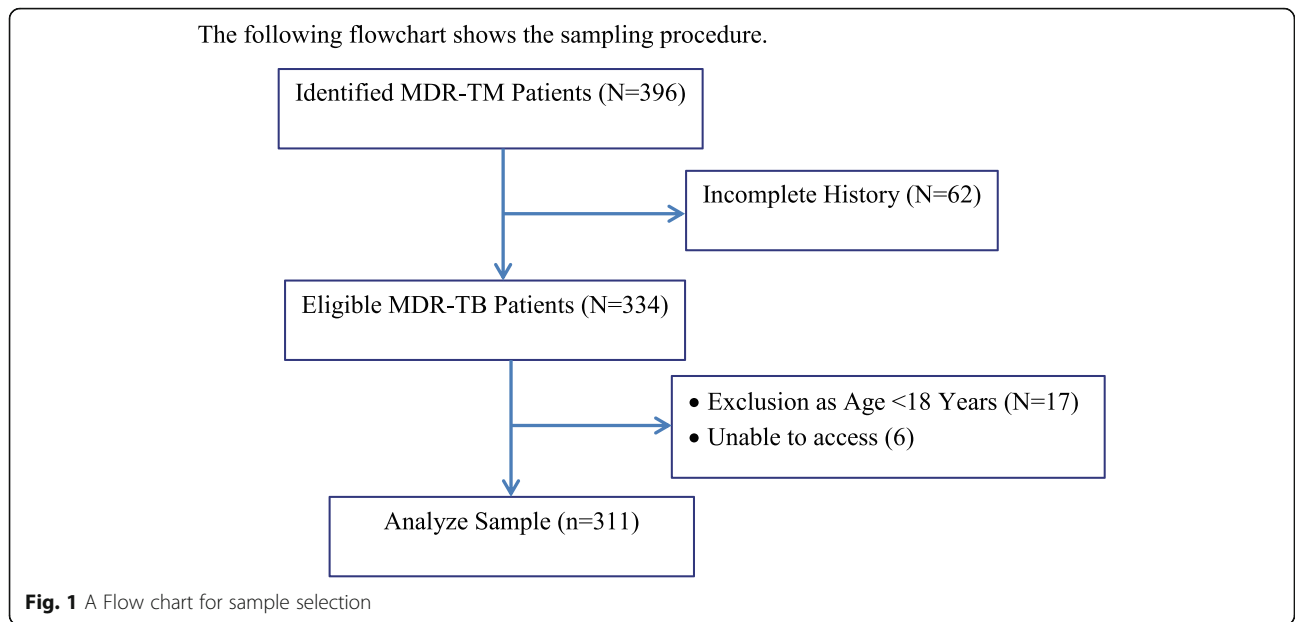 The following flowchart shows the sampling procedure.
Identified MDR-TM Patients (N=396)
Incomplete History (N=62)
Eligible MDR-TB Patients (N=334)
• Exclusion as Age <18 Years (N=17)
• Unable to access (6)
Analyze Sample (n=311)
Fig. 1 A Flow chart for sample selection